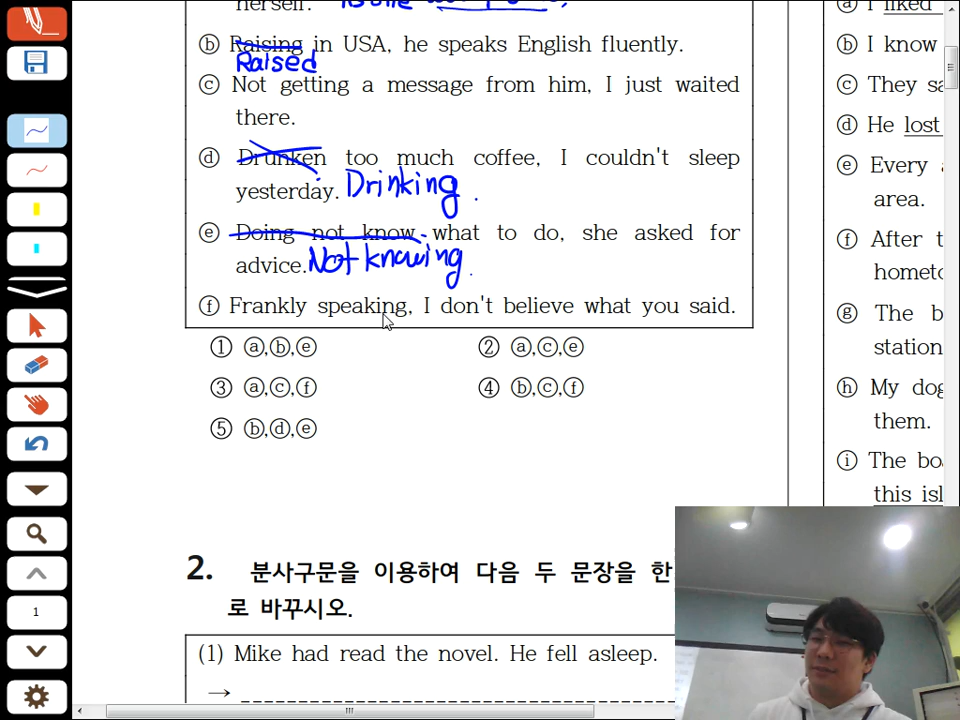 herself.
ⓑ Raising in USA, he speaks English fluently.
Raised
ⓒ Not getting a message from him, I just waited
there.
ⓓ Drunken too much coffee, I couldn't sleep
yesterday. Drinking.
ⓔ Doing not know what to do, she asked for
advice. Not knowing.
ⓕ Frankly speaking, I don't believe what you said.
① ⓐ,ⓑ,ⓔ ② ⓐ,ⓒ,ⓔ
③ ⓐ,ⓒ,ⓕ ④ ⓑ,ⓒ,ⓕ
⑤ ⓑ,ⓓ,ⓔ
2. 분사구문을 이용하여 다음 두 문장을 한
로 바꾸시오.
(1) Mike had read the novel. He fell asleep.
→
ⓐ I liked
ⓑ I know
ⓒ They sa
ⓓ He lost
ⓔ Every a
area.
ⓕ After t
hometo
ⓖ The b
station
ⓗ My dog
them.
ⓘ The boa
this isl
1